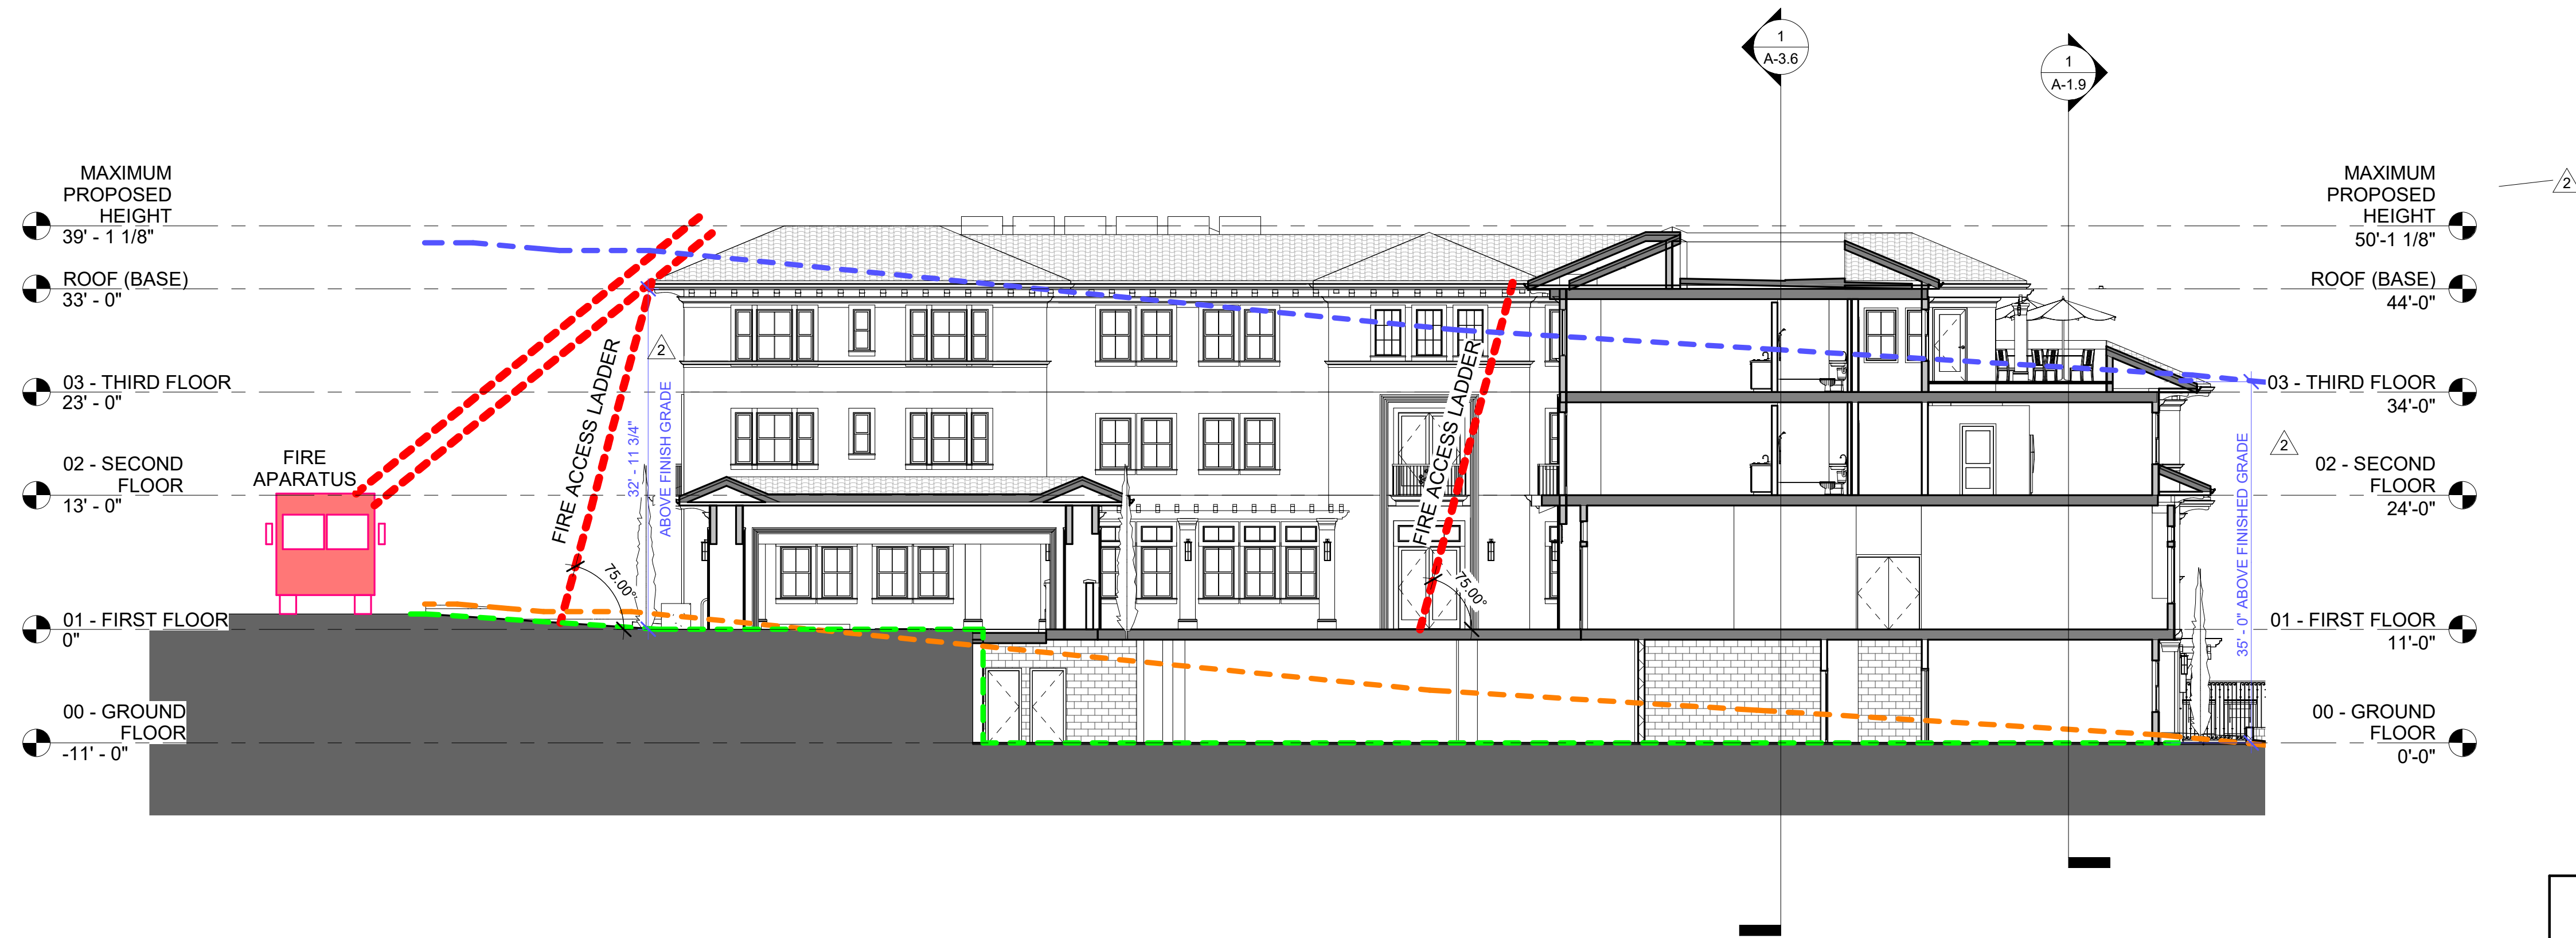 1
A-3.6
1
A-1.9
MAXIMUM
PROPOSED
HEIGHT
39' - 1 1/8"
ROOF (BASE)
33' - 0"
03 - THIRD FLOOR
23' - 0"
02 - SECOND
FLOOR
13' - 0"
01 - FIRST FLOOR
0"
00 - GROUND
FLOOR
-11' - 0"
FIRE
APARATUS
FIRE ACCESS LADDER
75.00°
32' - 11 3/4"
ABOVE FINISH GRADE
2
FIRE ACCESS LADDER
75.00°
35' - 0" ABOVE FINISHED GRADE
2
MAXIMUM
PROPOSED
HEIGHT
50'-1 1/8"
2
ROOF (BASE)
44'-0"
03 - THIRD FLOOR
34'-0"
02 - SECOND
FLOOR
24'-0"
01 - FIRST FLOOR
11'-0"
00 - GROUND
FLOOR
0'-0"